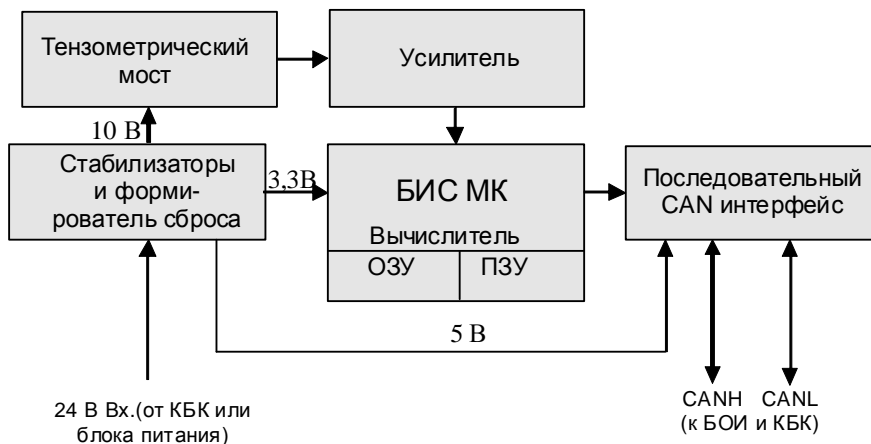 Тензометрический
мост
Усилитель
10 В
Стабилизаторы
и форми-
рователь сброса
3,3В
БИС МК
Вычислитель
ОЗУ
ПЗУ
Последовательный
CAN интерфейс
5 В
24 В Вх.(от КБК или
блока питания)
CANH CANL
(к БОИ и КБК)